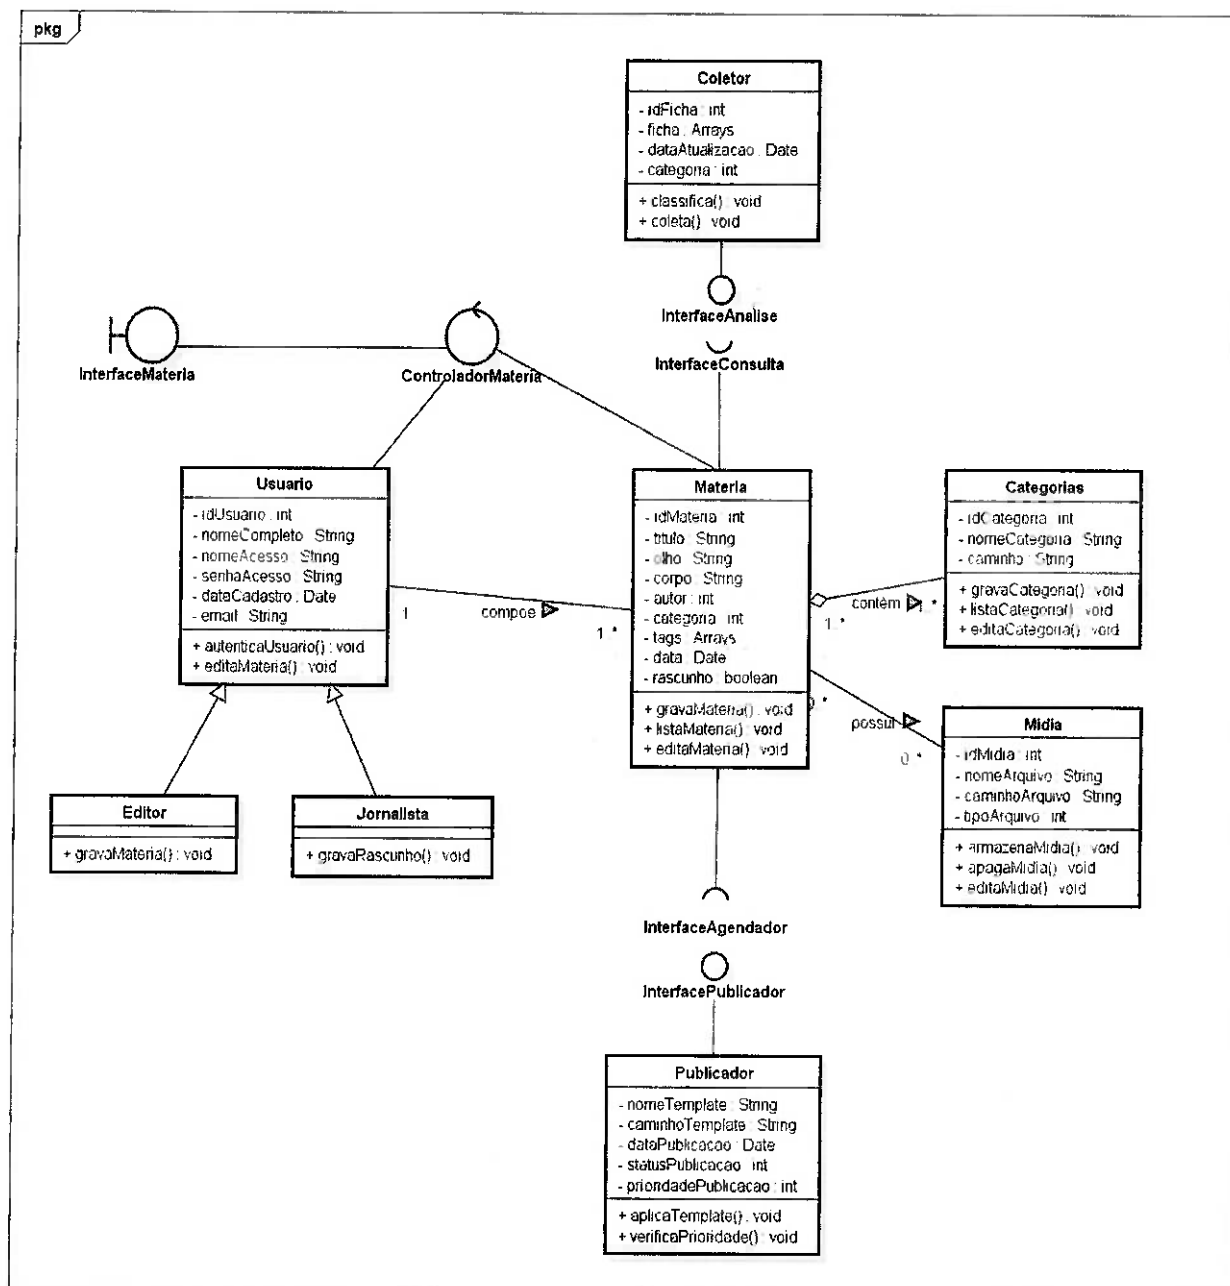 pkg
Coletor
- idFicha : int
- ficha : Arrays
- dataAtualizacao : Date
- categoria : int
+ classifica() : void
+ coleta() : void
InterfaceAnalise
InterfaceConsulta
InterfaceMateria
ControladorMateria
Usuario
- idUsuario : int
- nomeCompleto : String
- nomeAcesso : String
- senhaAcesso : String
- dataCadastro : Date
- email : String
+ autenticaUsuario() : void
+ editaMateria() : void
1
compoe
1..*
Materia
- idMateria : int
- titulo : String
- olho : String
- corpo : String
- autor : int
- categoria : int
- tags : Arrays
- data : Date
- rascunho : boolean
+ gravaMateria() : void
+ listaMateria() : void
+ editaMateria() : void
1..*
contém
1..*
Categorias
- idCategoria : int
- nomeCategoria : String
- caminho : String
+ gravaCategoria() : void
+ listaCategoria() : void
+ editaCategoria() : void
0..*
possui
0..*
Midia
- idMidia : int
- nomeArquivo : String
- caminhoArquivo : String
- tipoArquivo : int
+ armazenaMidia() : void
+ apagaMidia() : void
+ editaMidia() : void
Editor
+ gravaMateria() : void
Jornalista
+ gravaRascunho() : void
InterfaceAgendador
InterfacePublicador
Publicador
- nomeTemplate : String
- caminhoTemplate : String
- dataPublicacao : Date
- statusPublicacao : int
- prioridadePublicacao : int
+ aplicaTemplate() : void
+ verificaPrioridade() : void